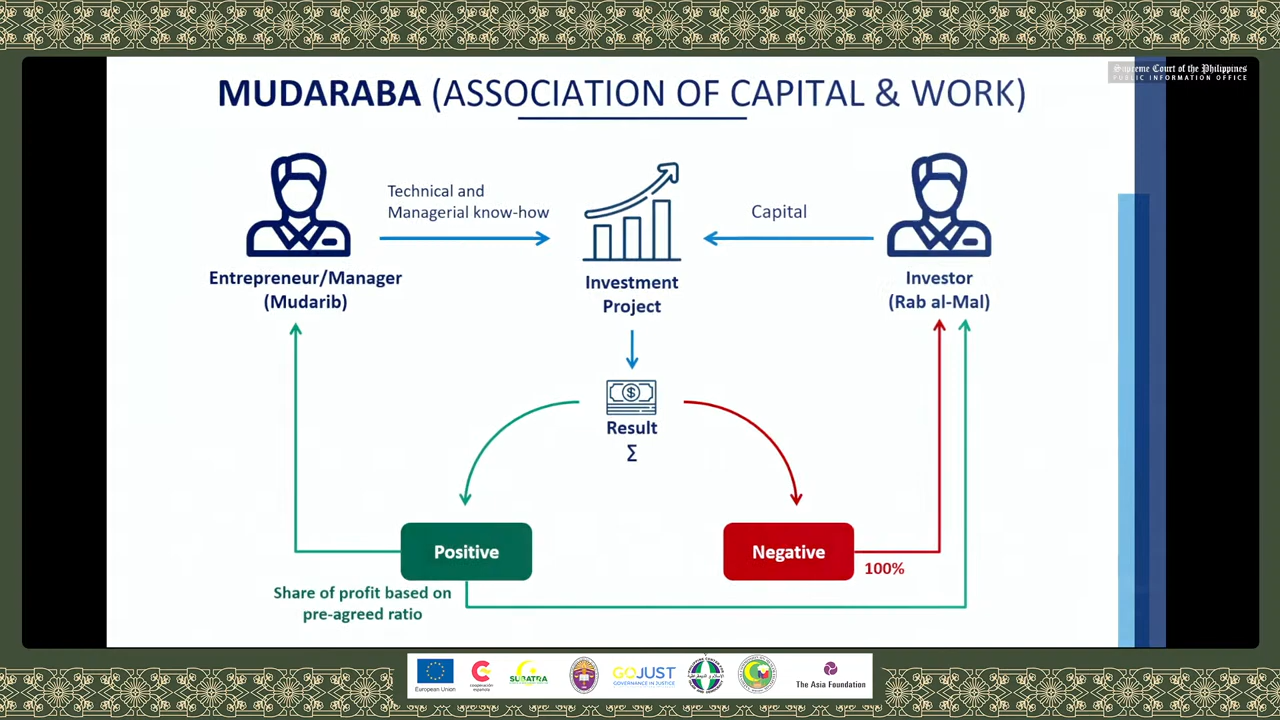 Supreme Court of the Philippines
PUBLIC INFORMATION OFFICE
MUDARABA (ASSOCIATION OF CAPITAL & WORK)
Technical and
Managerial know-how
Capital
Entrepreneur/Manager
(Mudarib)
Investment
Project
Investor
(Rab al-Mal)
$
Result
Σ
Positive
Negative
100%
Share of profit based on
pre-agreed ratio
European Union
cooperación
española
GOJUST
GOVERNANCE IN JUSTICE
The Asia Foundation